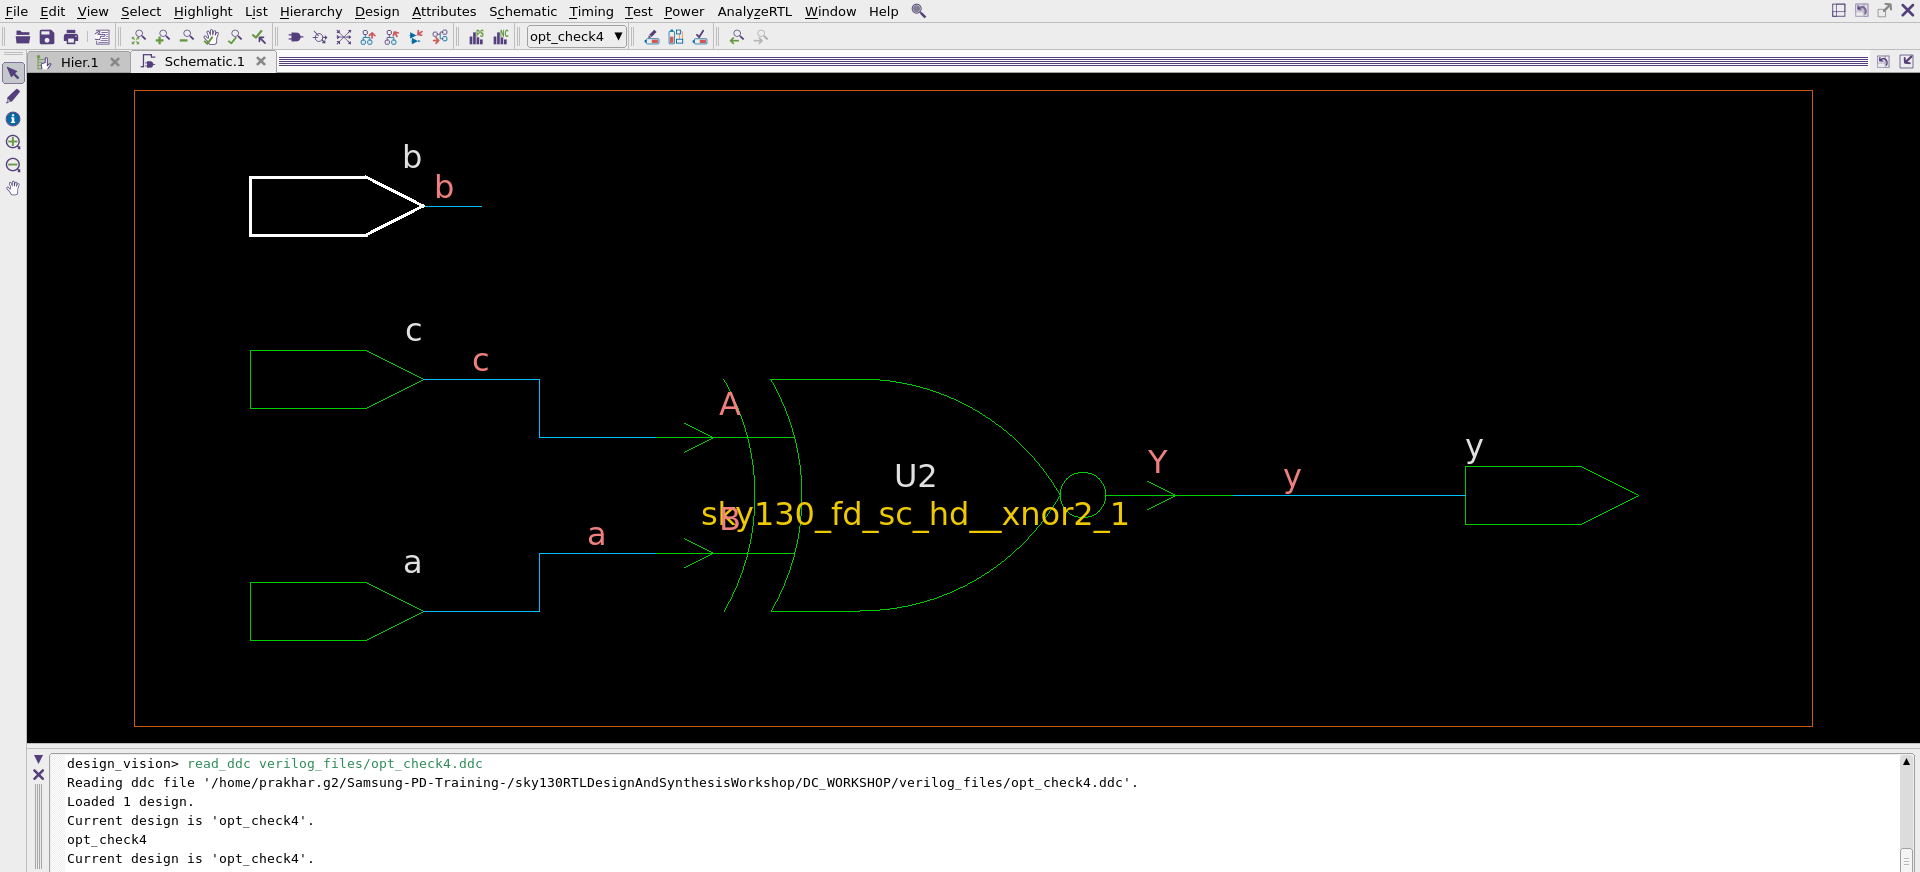 File Edit View Select Highlight List Hierarchy Design Attributes Schematic Timing Test Power AnalyzeRTL Window Help
opt_check4
Hier.1 Schematic.1
b
b
c
c
A
U2
Y
y
y
sky130_fd_sc_hd__xnor2_1
B
a
a
design_vision> read_ddc verilog_files/opt_check4.ddc
Reading ddc file '/home/prakhar.g2/Samsung-PD-Training-/sky130RTLDesignAndSynthesisWorkshop/DC_WORKSHOP/verilog_files/opt_check4.ddc'.
Loaded 1 design.
Current design is 'opt_check4'.
opt_check4
Current design is 'opt_check4'.